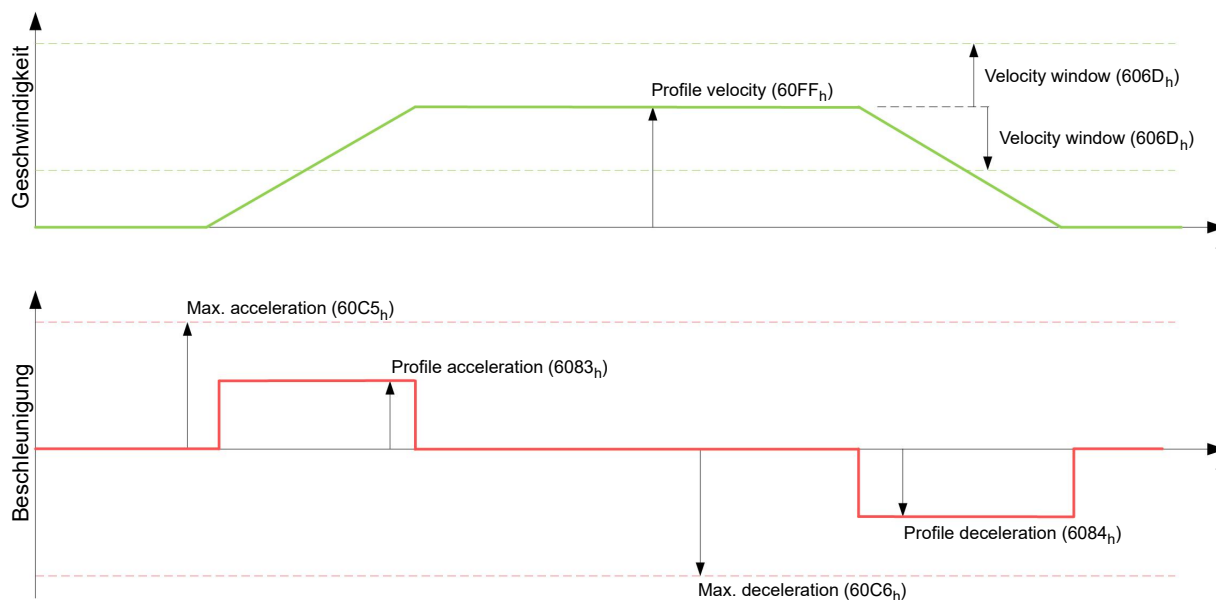 Geschwindigkeit
Profile velocity (60FFₕ)
Velocity window (606Dₕ)
Velocity window (606Dₕ)
Beschleunigung
Max. acceleration (60C5ₕ)
Profile acceleration (6083ₕ)
Profile deceleration (6084ₕ)
Max. deceleration (60C6ₕ)